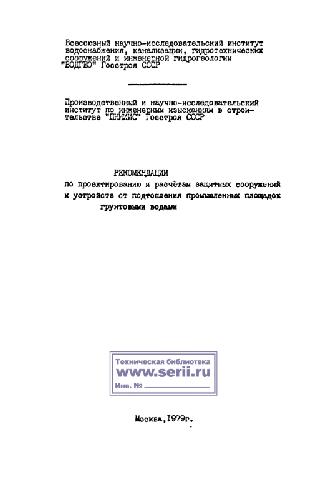 Всесоюзный научно-исследовательский институт
водоснабжения, канализации, гидротехнических
сооружений и инженерной гидрогеологии
"ВОДГЕО" Госстроя СССР
Производственный и научно-исследовательский
институт по инженерным изысканиям в строи-
тельстве "ПНИИИС" Госстроя СССР
РЕКОМЕНДАЦИИ
по проектированию и расчётам защитных сооружений
и устройств от подтопления промышленных площадок
грунтовыми водами
Техническая библиотека
www.serii.ru
Инв. №
Москва,1979г.